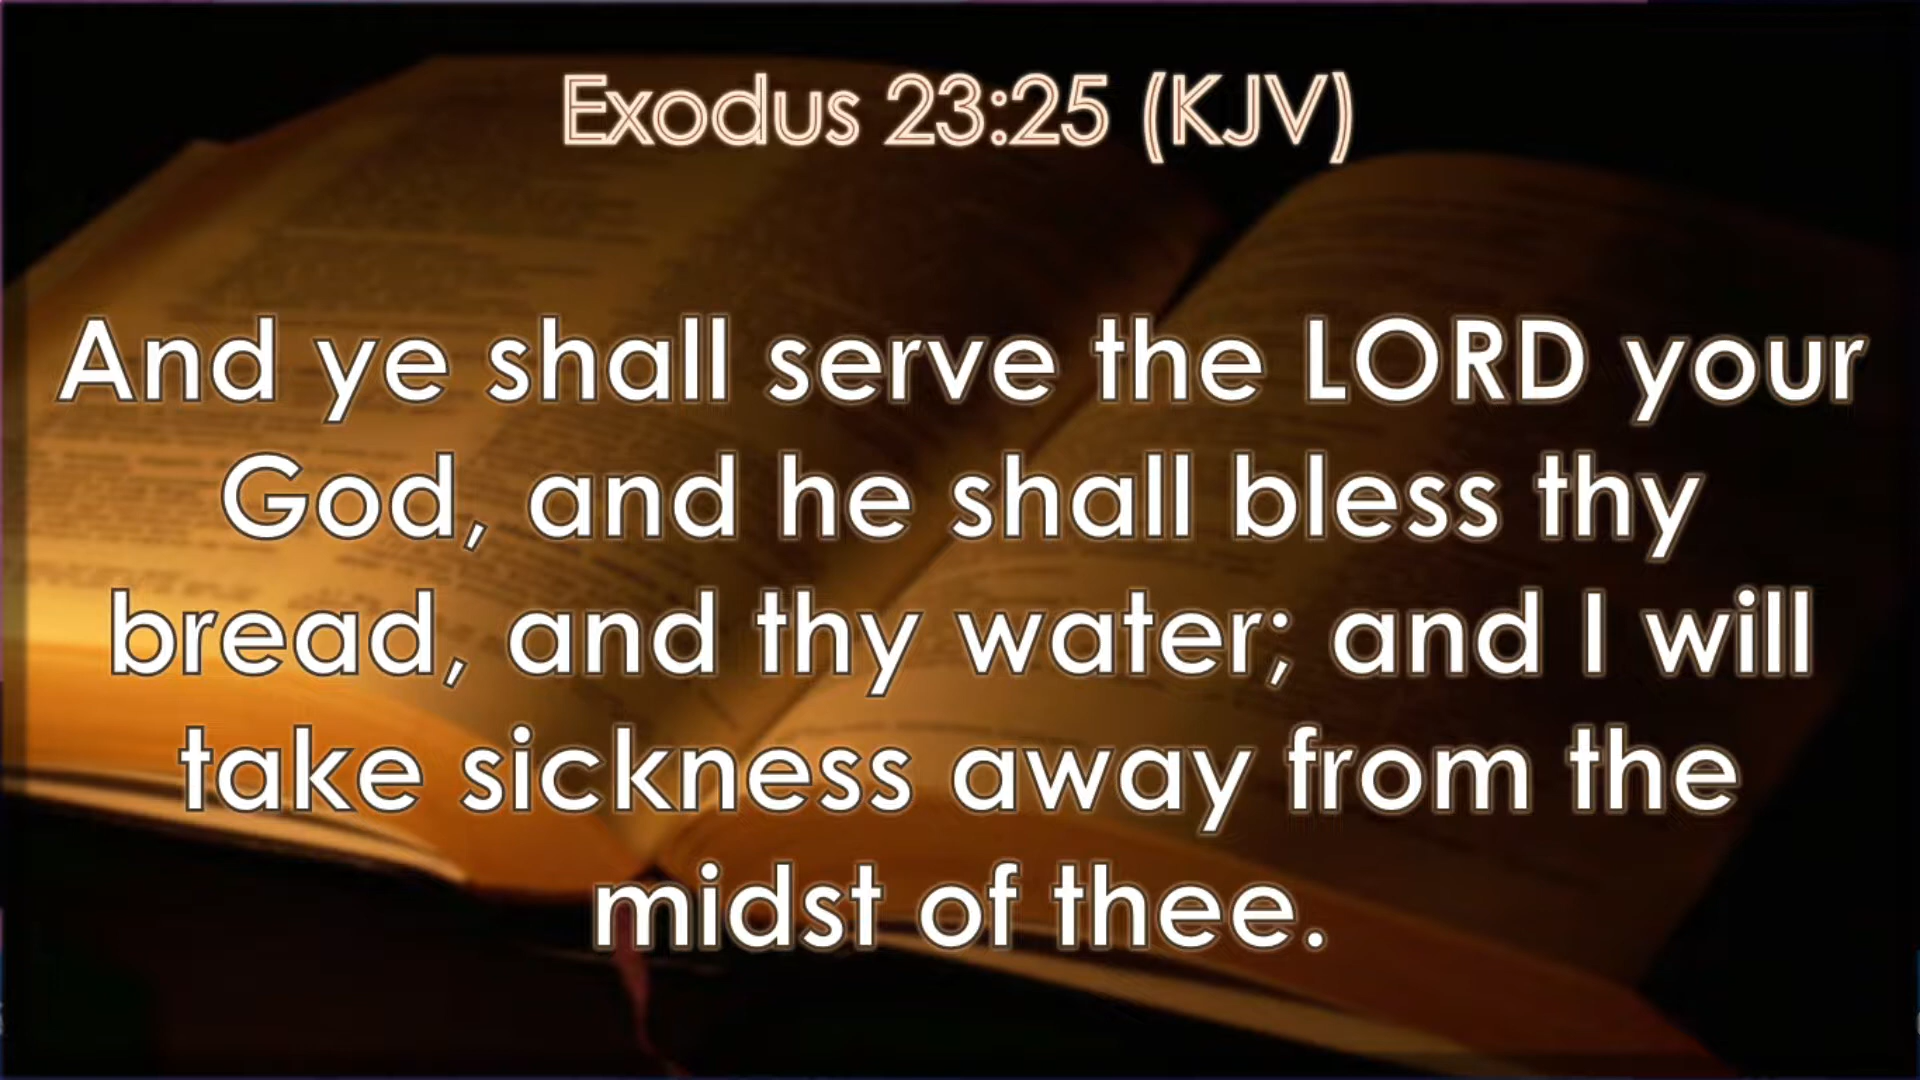 Exodus 23:25 (KJV)
And ye shall serve the LORD your
God, and he shall bless thy
bread, and thy water; and I will
take sickness away from the
midst of thee.